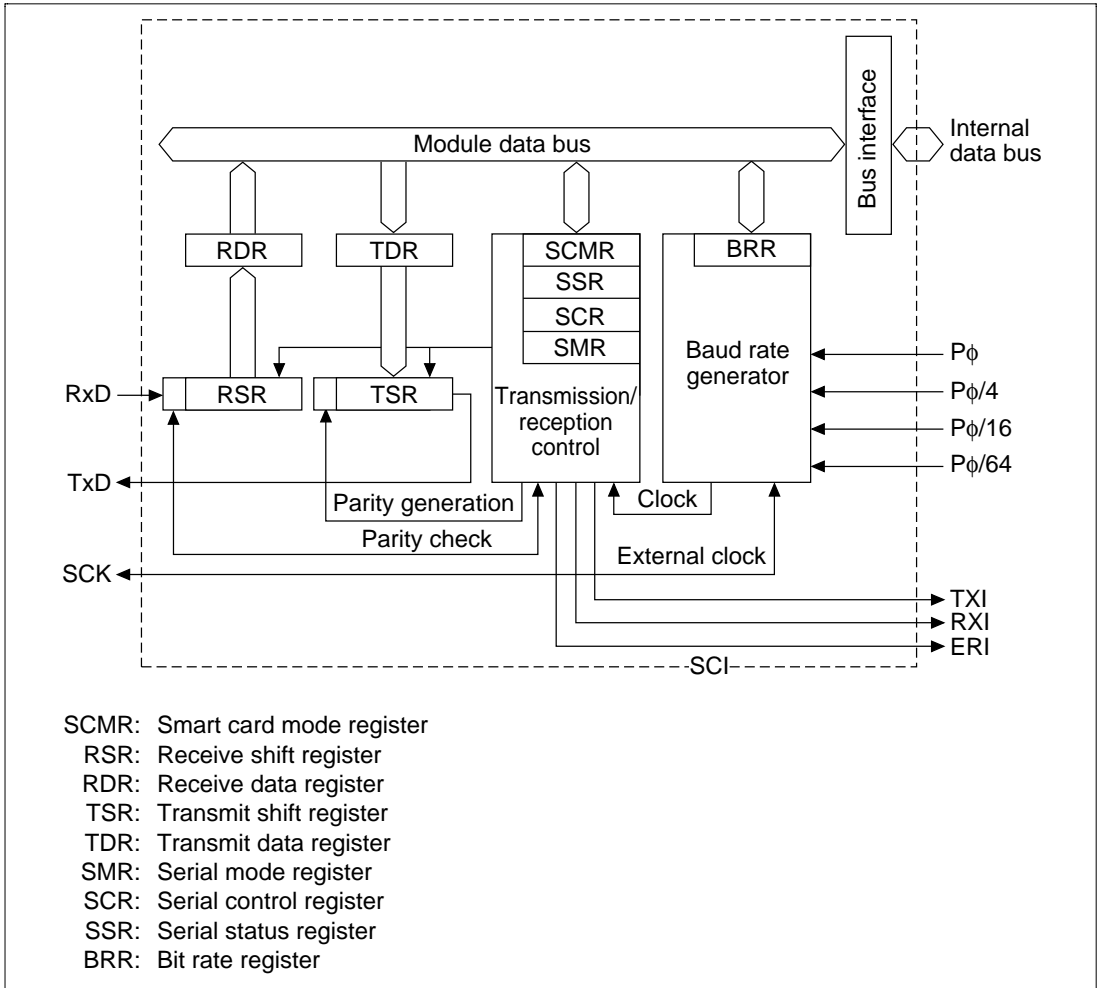 Module data bus
Bus interface
Internal
data bus
RDR
TDR
SCMR
SSR
SCR
SMR
BRR
Baud rate
generator
Transmission/
reception
control
RxD
RSR
TSR
TxD
Parity generation
Parity check
Clock
External clock
SCK
Pϕ
Pϕ/4
Pϕ/16
Pϕ/64
TXI
RXI
ERI
SCI
SCMR: Smart card mode register
RSR: Receive shift register
RDR: Receive data register
TSR: Transmit shift register
TDR: Transmit data register
SMR: Serial mode register
SCR: Serial control register
SSR: Serial status register
BRR: Bit rate register